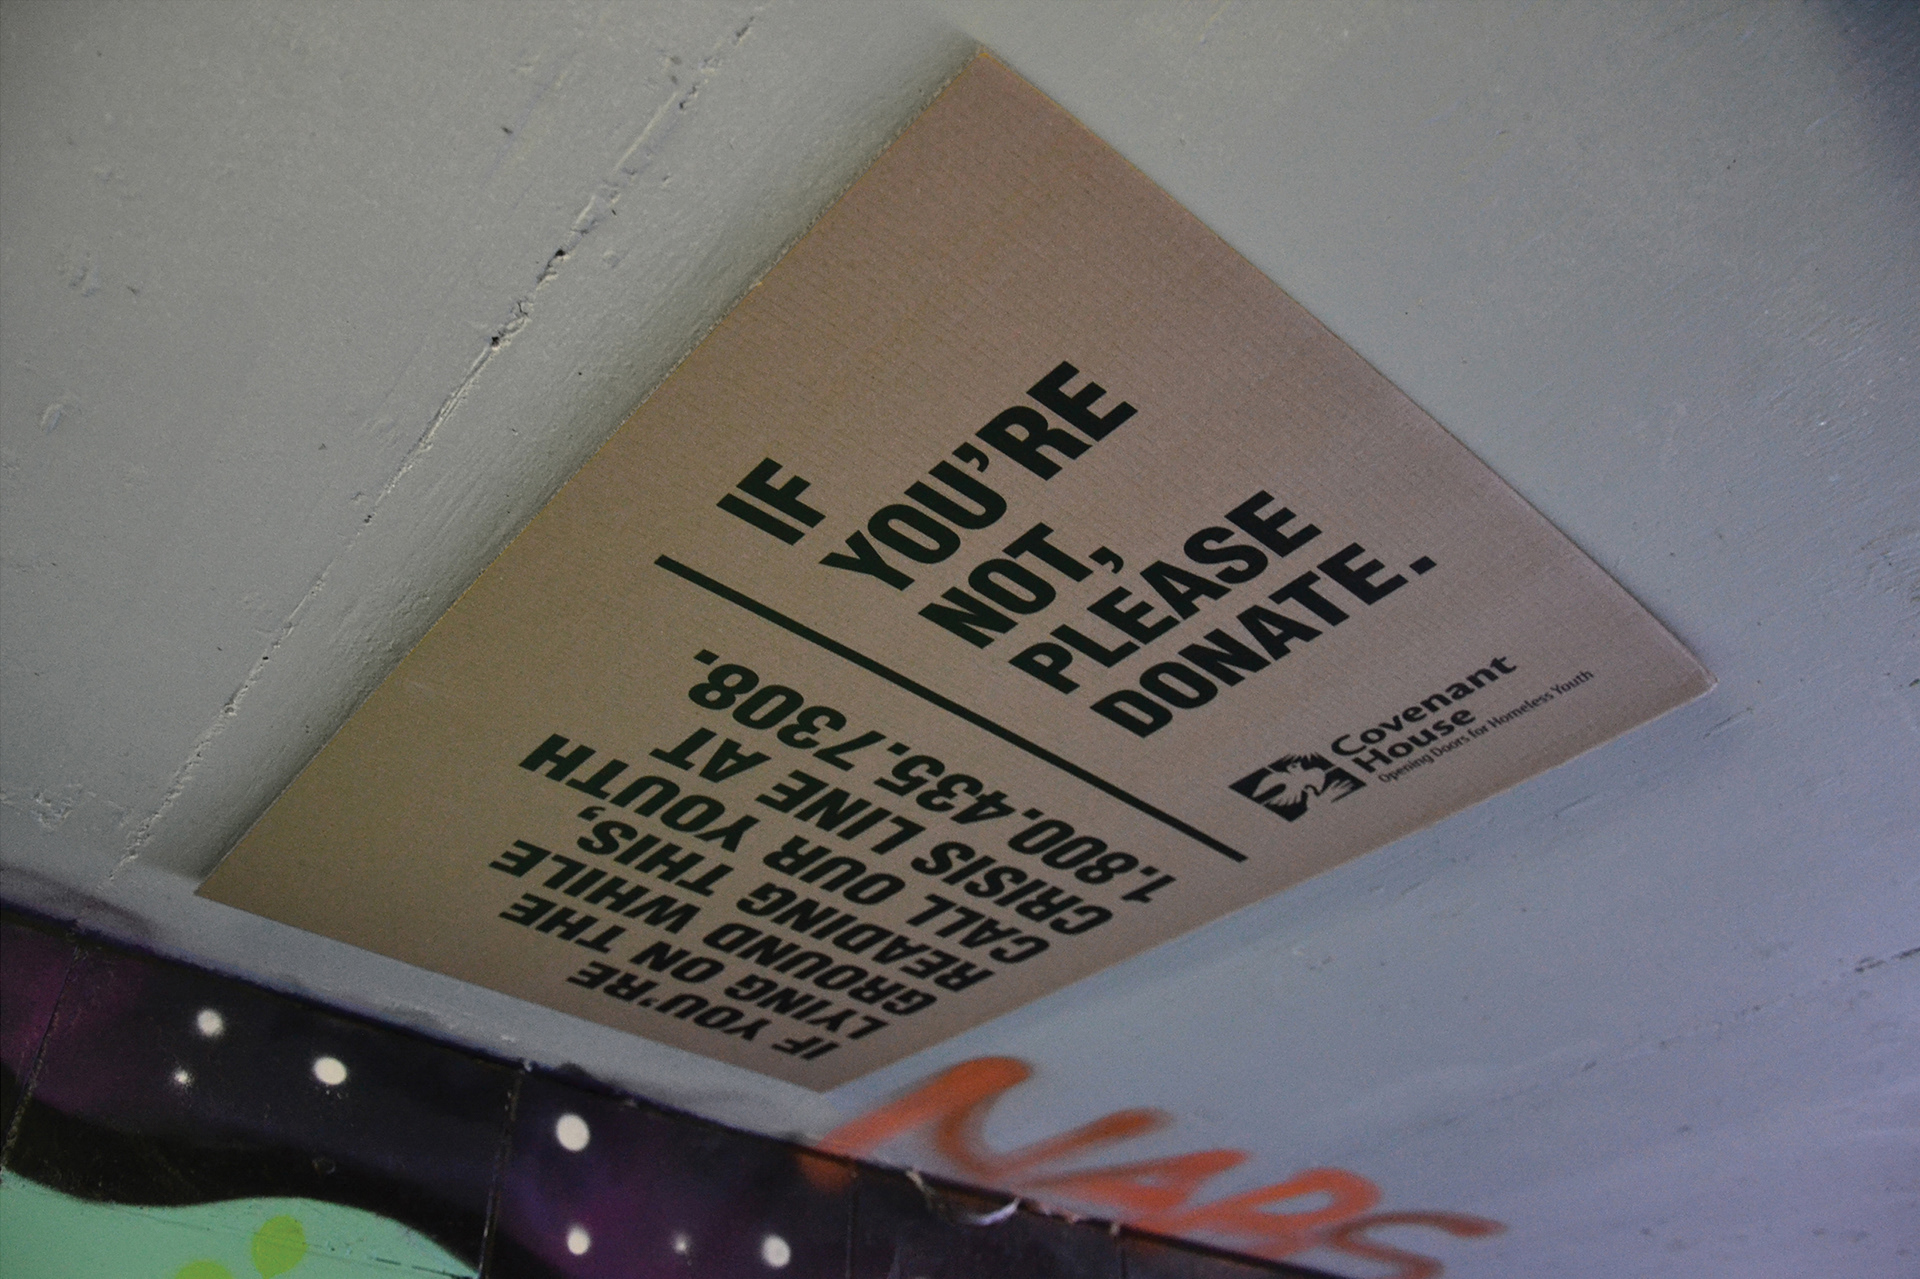 IF YOU'RE
LYING ON THE
GROUND WHILE
READING THIS,
CALL OUR YOUTH
CRISIS LINE AT
1.800.435.7308.
IF
YOU'RE
NOT,
PLEASE
DONATE.
Covenant
House
Opening Doors for Homeless Youth